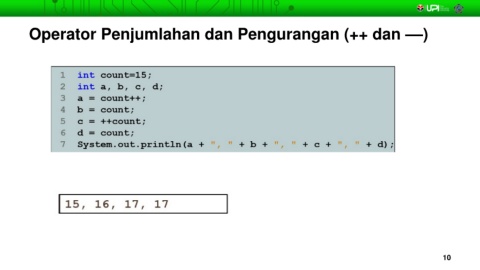 UPI
Operator Penjumlahan dan Pengurangan (++ dan —)
1 int count=15;
2 int a, b, c, d;
3 a = count++;
4 b = count;
5 c = ++count;
6 d = count;
7 System.out.println(a + ", " + b + ", " + c + ", " + d);
15, 16, 17, 17
10